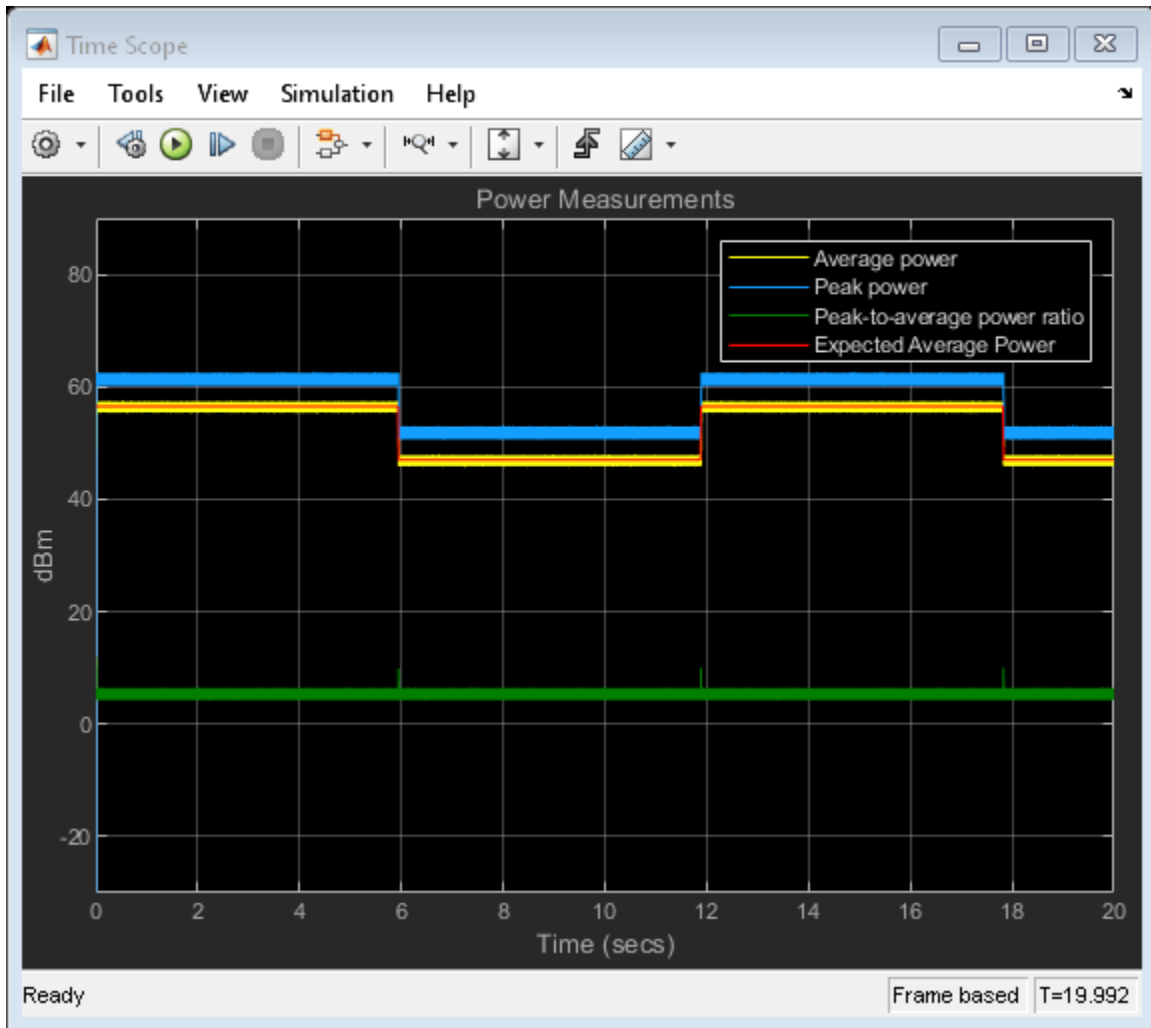 Time Scope
File Tools View Simulation Help
Power Measurements
Average power
Peak power
Peak-to-average power ratio
Expected Average Power
80
60
40
20
0
-20
dBm
0 2 4 6 8 10 12 14 16 18 20
Time (secs)
Ready Frame based T=19.992